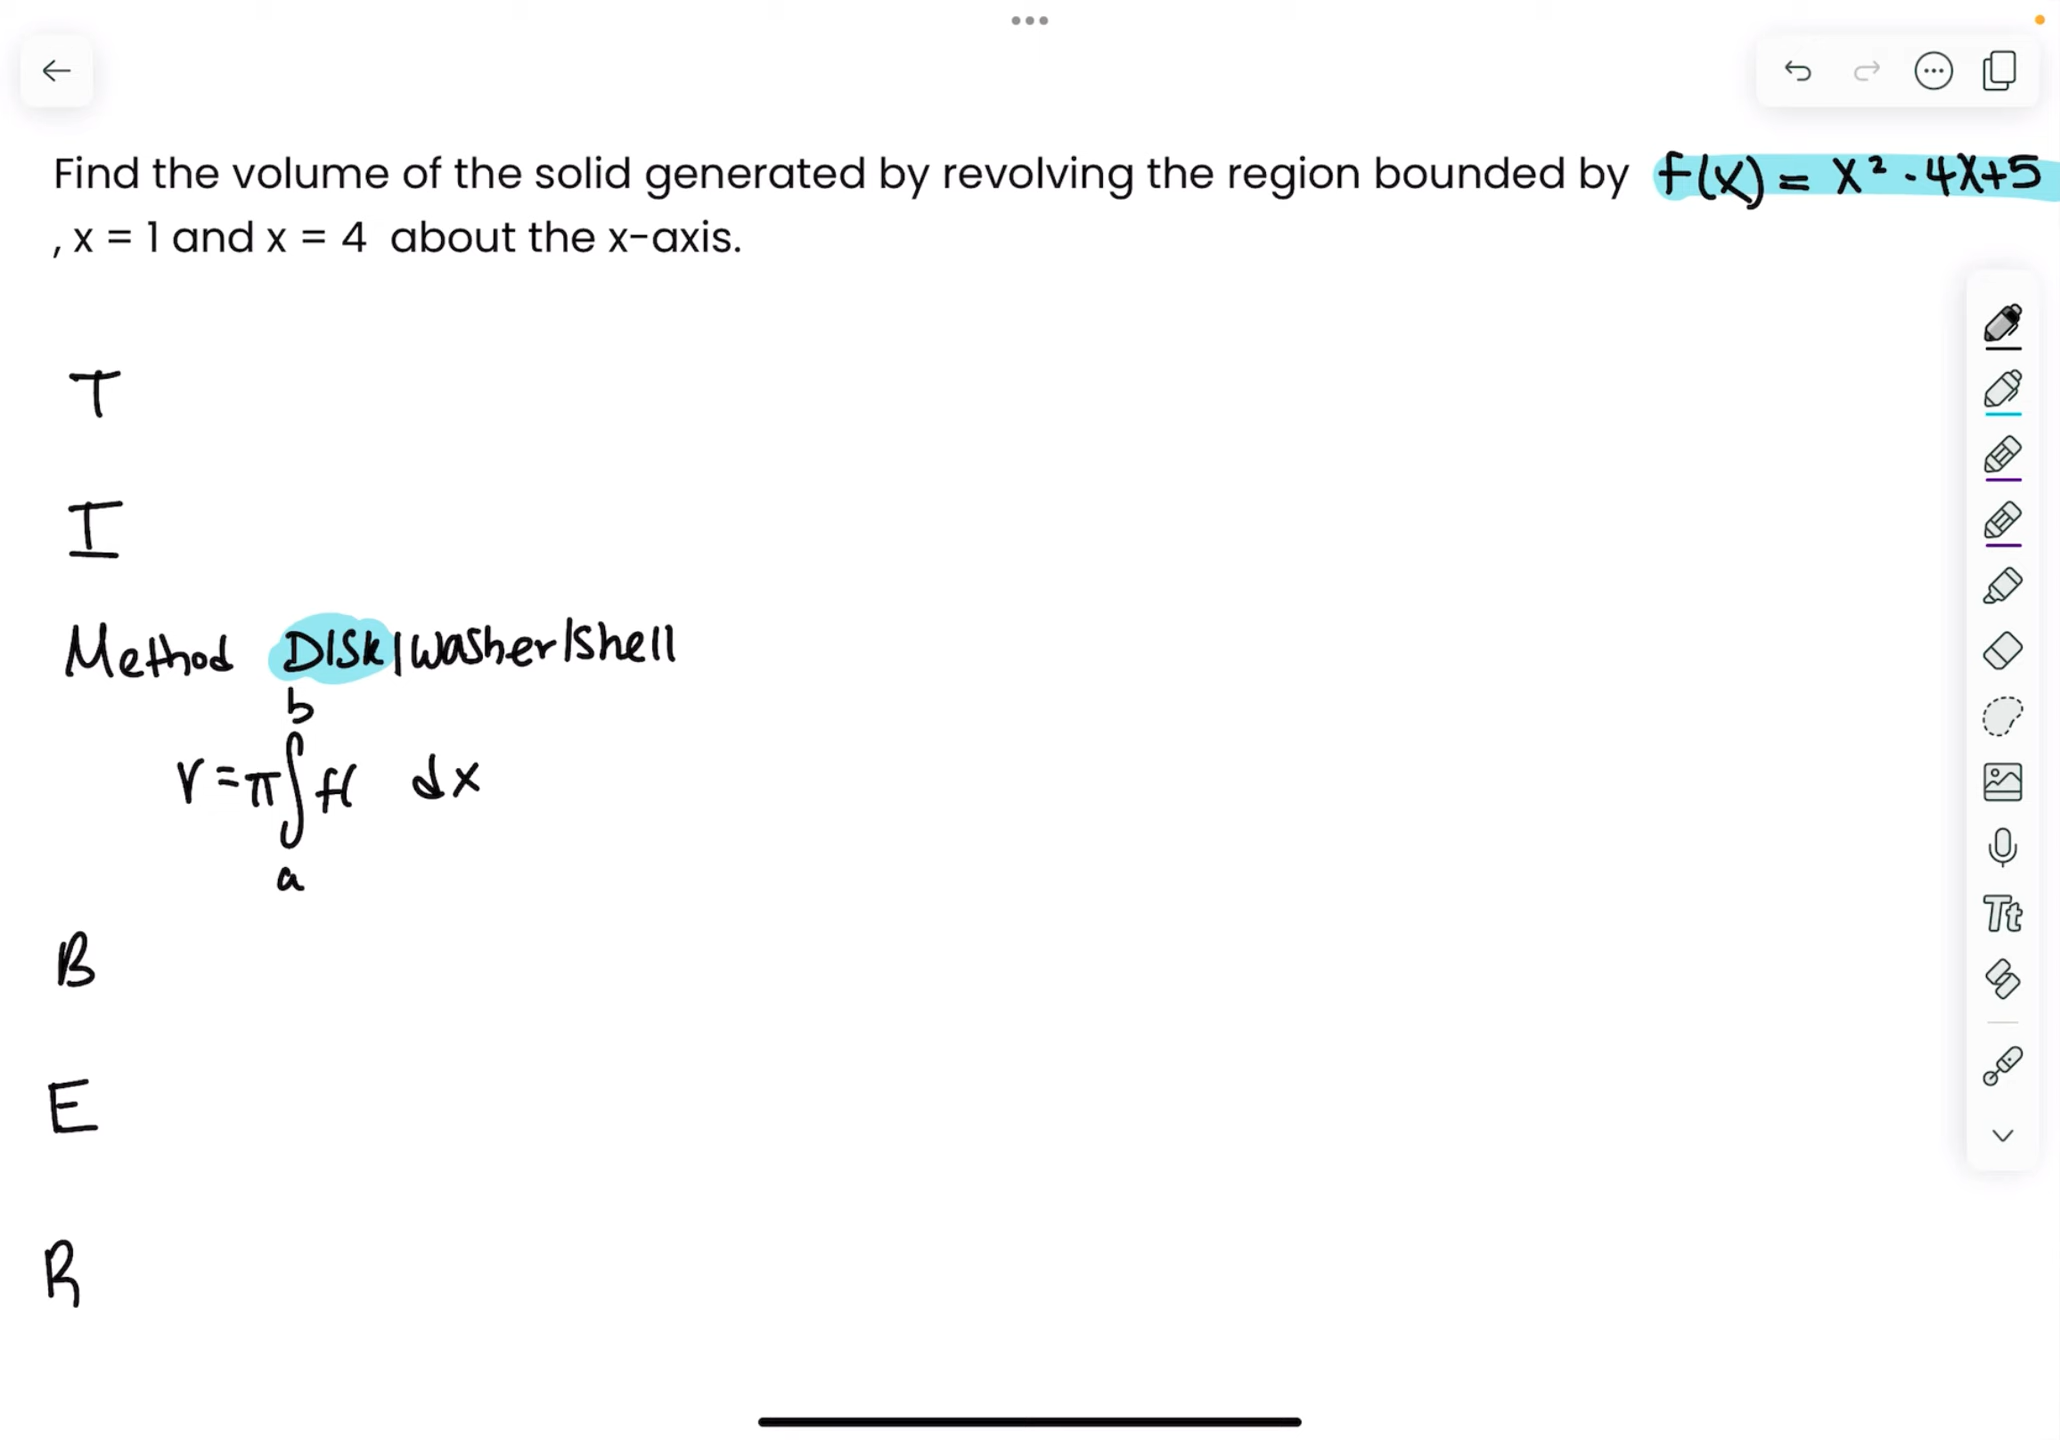 Find the volume of the solid generated by revolving the region bounded by f(x) = x² - 4x+5
, x = 1 and x = 4 about the x-axis.
T
I
Method DISK|washer|shell
b
V = π∫f( dx
a
B
E
R
Tt